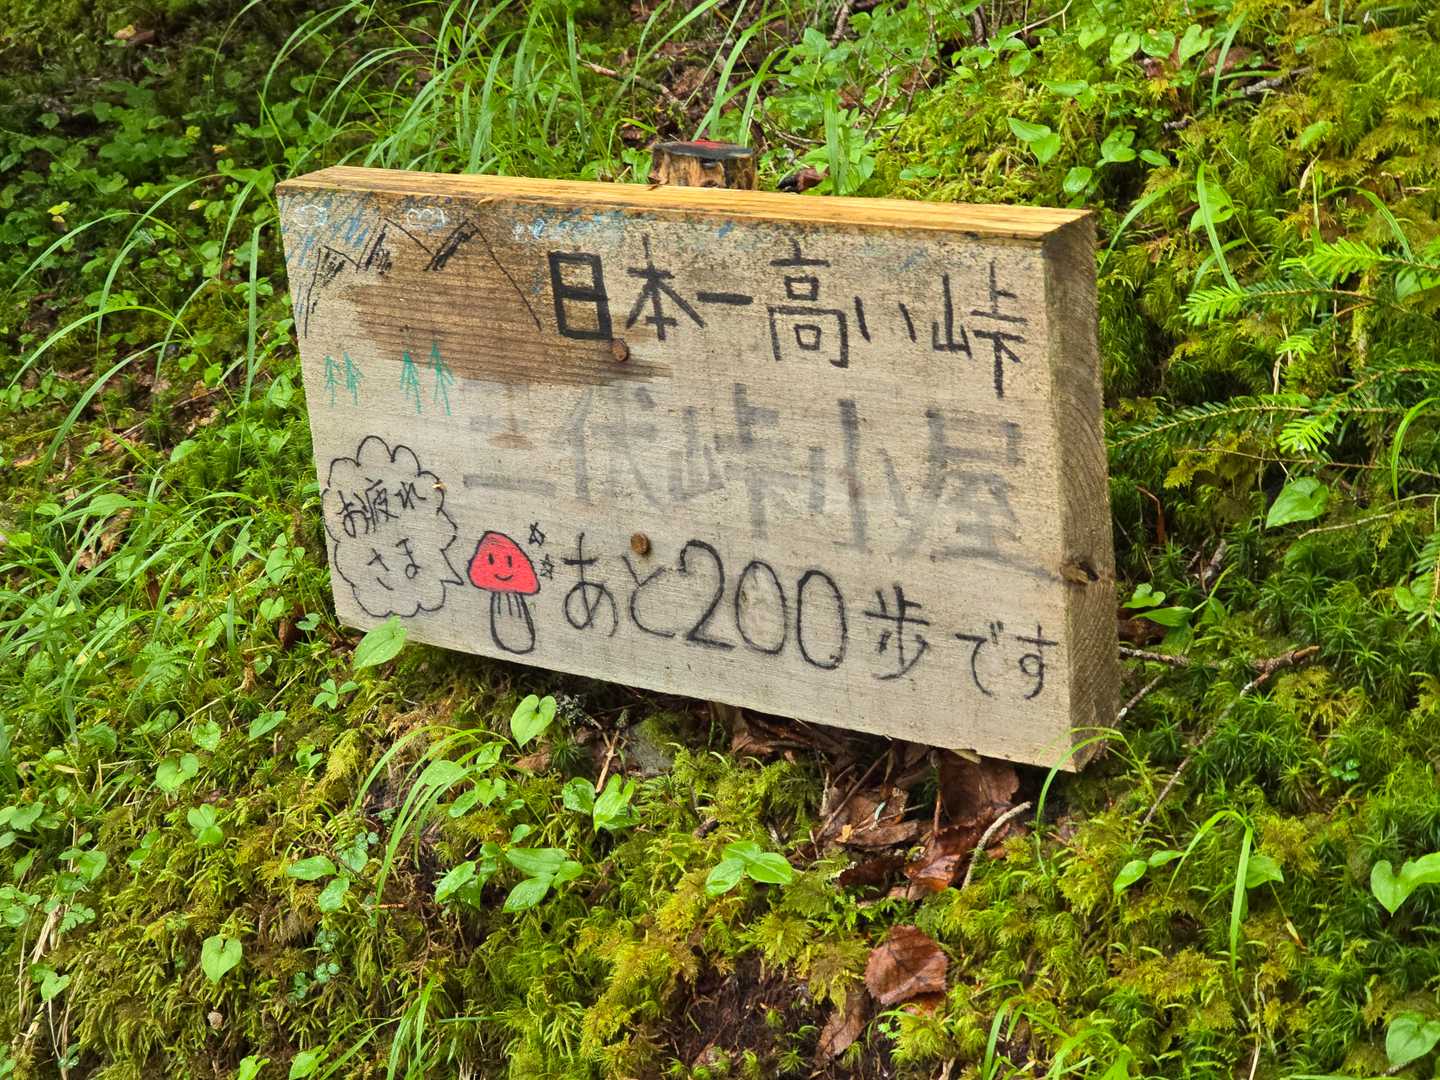 日本一高い峠
三伏峠小屋
お疲れ
さま
あと200歩です